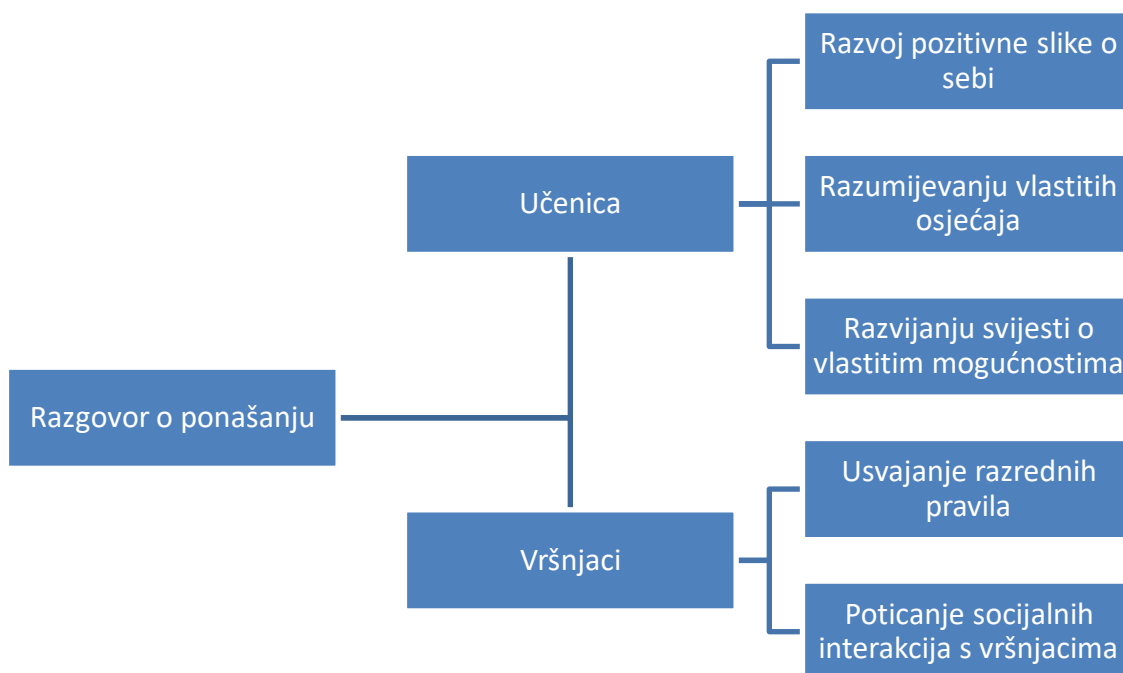 Razgovor o ponašanju
Učenica
Razvoj pozitivne slike o
sebi
Razumijevanju vlastitih
osjećaja
Razvijanju svijesti o
vlastitim mogućnostima
Vršnjaci
Usvajanje razrednih
pravila
Poticanje socijalnih
interakcija s vršnjacima